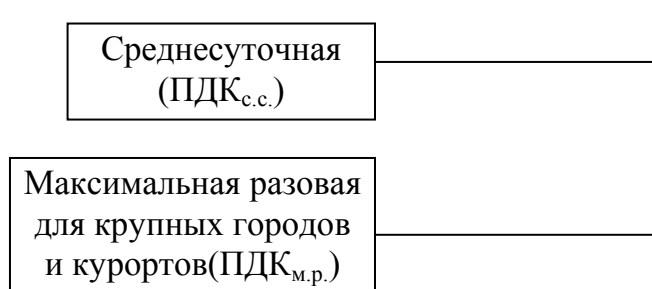 Среднесуточная
(ПДКс.с.)
Максимальная разовая
для крупных городов
и курортов(ПДКм.р.)